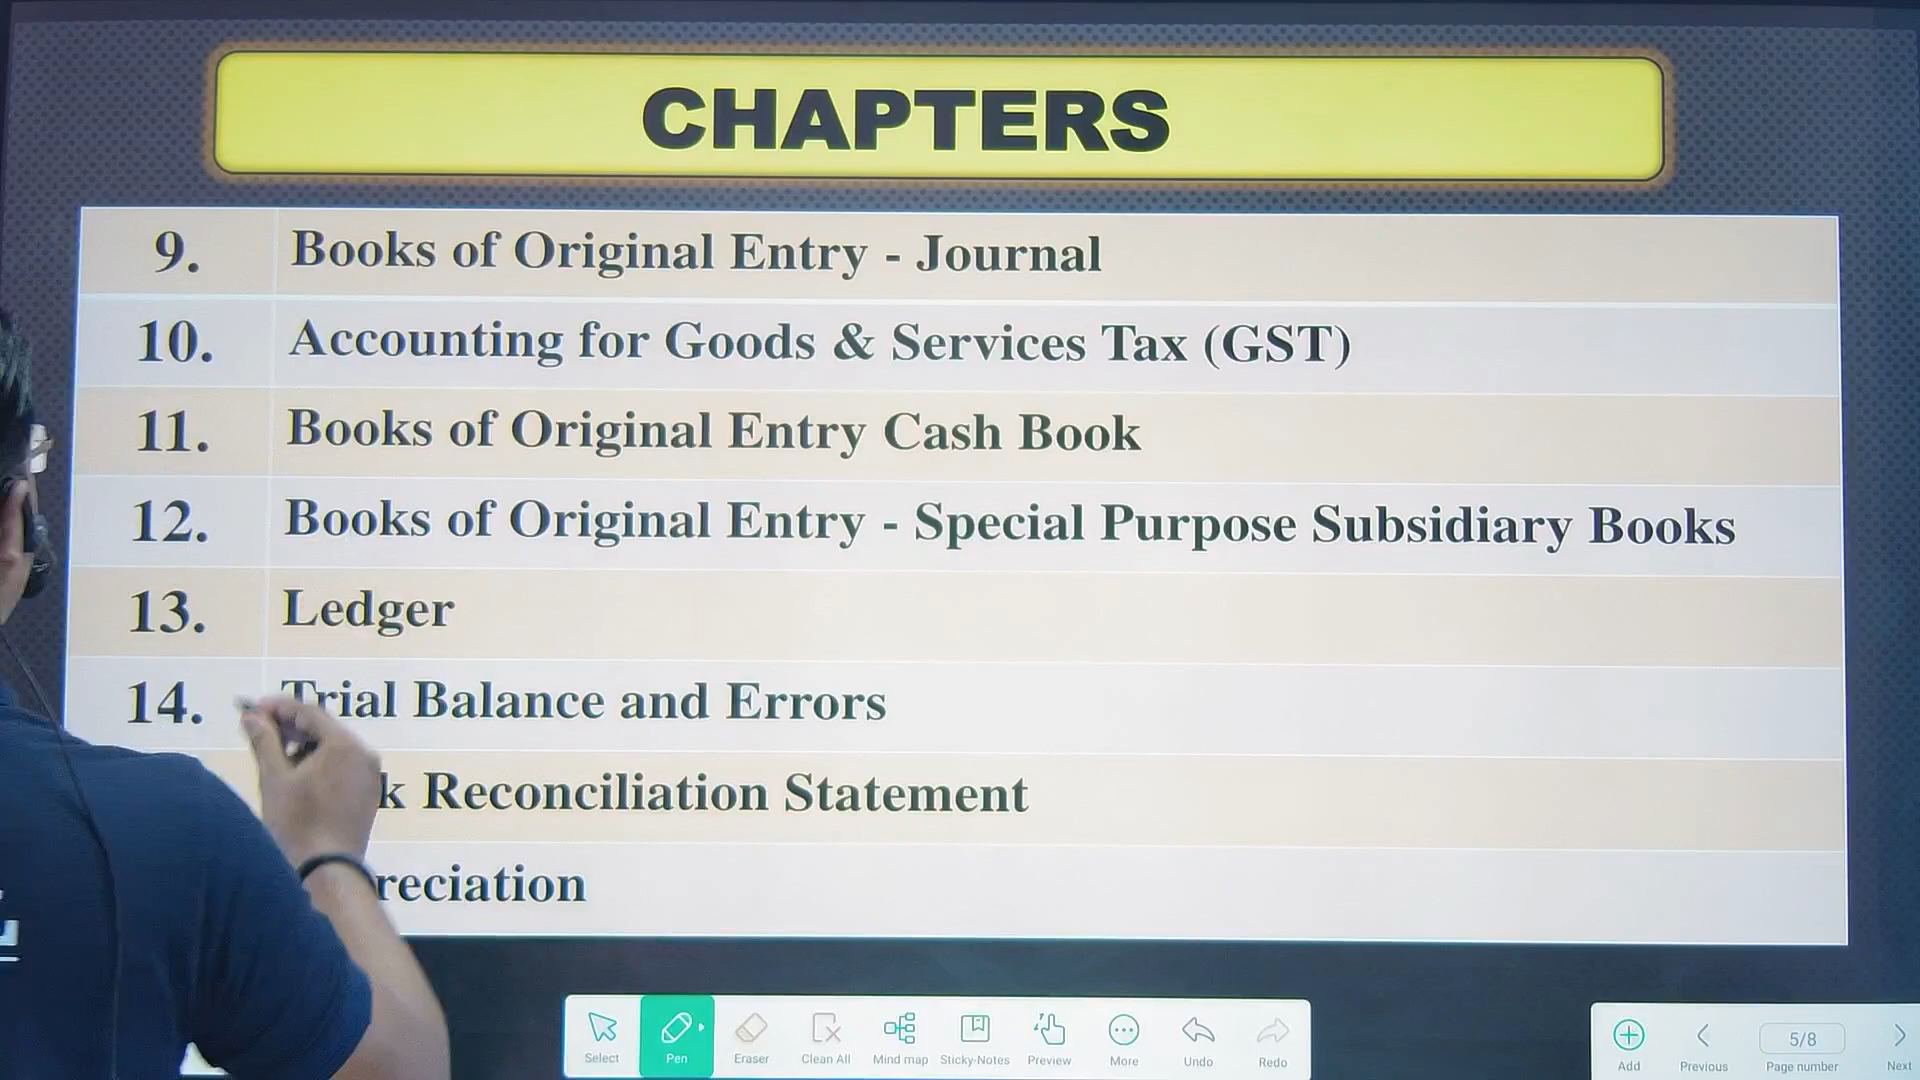 CHAPTERS
9. Books of Original Entry - Journal
10. Accounting for Goods & Services Tax (GST)
11. Books of Original Entry Cash Book
12. Books of Original Entry - Special Purpose Subsidiary Books
13. Ledger
14. Trial Balance and Errors
k Reconciliation Statement
reciation
Select Pen Eraser Clean All Mind map Sticky-Notes Preview More Undo Redo
5/8
Add Previous Page number Next